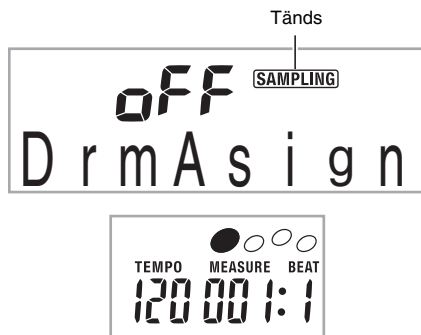 Tänds
oFF SAMPLING
DrmAsign
TEMPO MEASURE BEAT
120 001:1